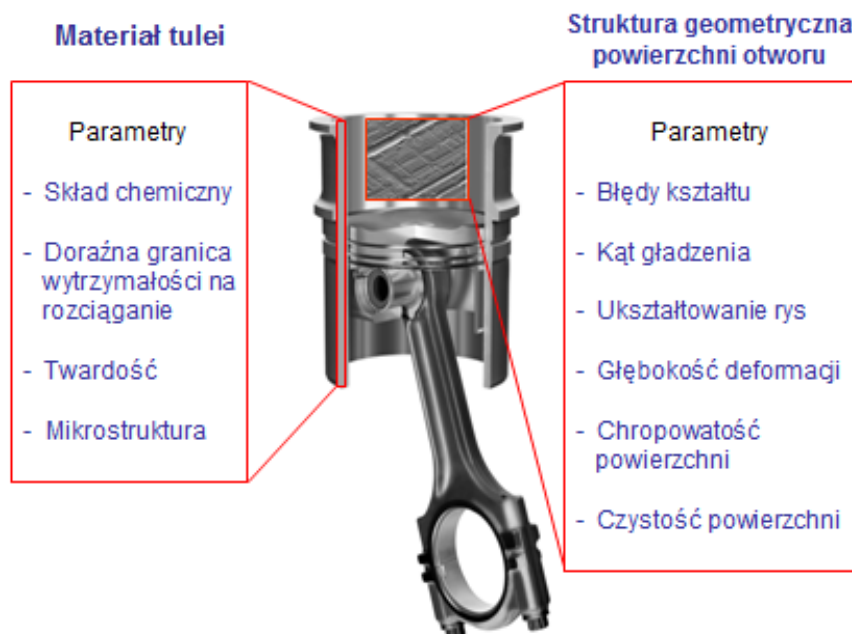 Materiał tulei
Parametry
- Skład chemiczny
- Doraźna granica
wytrzymałości na
rozciąganie
- Twardość
- Mikrostruktura
Struktura geometryczna
powierzchni otworu
Parametry
- Błędy kształtu
- Kąt gładzenia
- Ukształtowanie rys
- Głębokość deformacji
- Chropowatość
powierzchni
- Czystość powierzchni